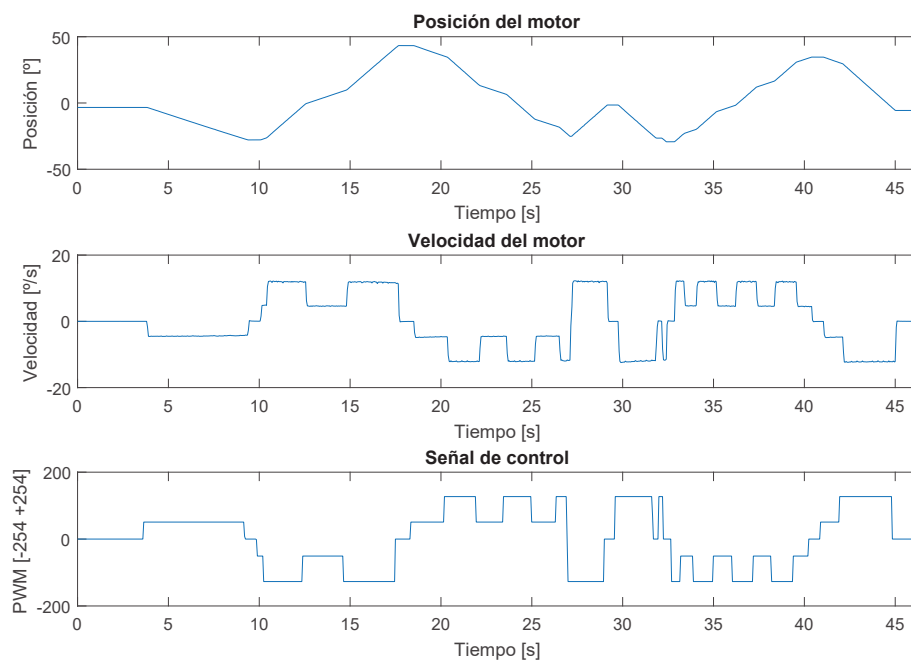 Posición del motor
50
0
-50
Posición [º]
0 5 10 15 20 25 30 35 40 45
Tiempo [s]
Velocidad del motor
20
0
-20
Velocidad [º/s]
0 5 10 15 20 25 30 35 40 45
Tiempo [s]
Señal de control
200
0
-200
PWM [-254 +254]
0 5 10 15 20 25 30 35 40 45
Tiempo [s]